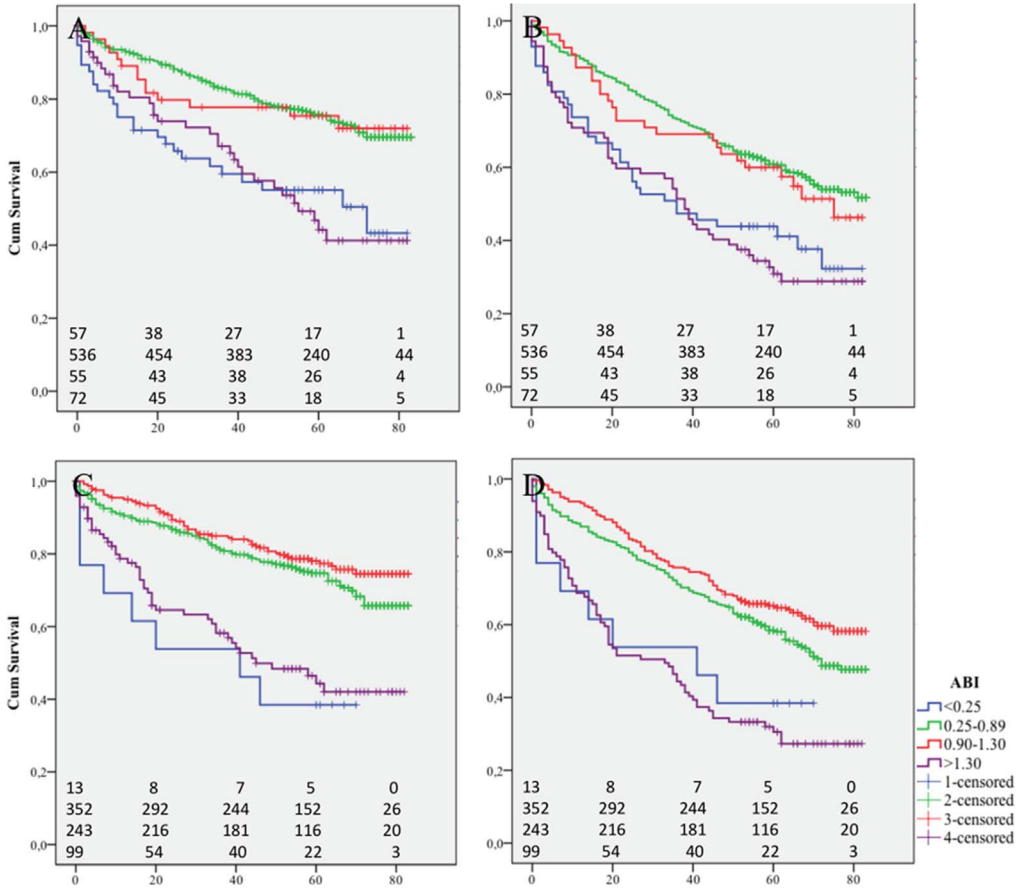 A
1,0
0,8
0,6
0,4
0,2
0,0
Cum Survival
57 38 27 17 1
536 454 383 240 44
55 43 38 26 4
72 45 33 18 5
0 20 40 60 80
B
1,0
0,8
0,6
0,4
0,2
0,0
57 38 27 17 1
536 454 383 240 44
55 43 38 26 4
72 45 33 18 5
0 20 40 60 80
C
1,0
0,8
0,6
0,4
0,2
0,0
Cum Survival
13 8 7 5 0
352 292 244 152 26
243 216 181 116 20
99 54 40 22 3
0 20 40 60 80
D
1,0
0,8
0,6
0,4
0,2
0,0
13 8 7 5 0
352 292 244 152 26
243 216 181 116 20
99 54 40 22 3
0 20 40 60 80
ABI
<0.25
0.25-0.89
0.90-1.30
>1.30
1-censored
2-censored
3-censored
4-censored